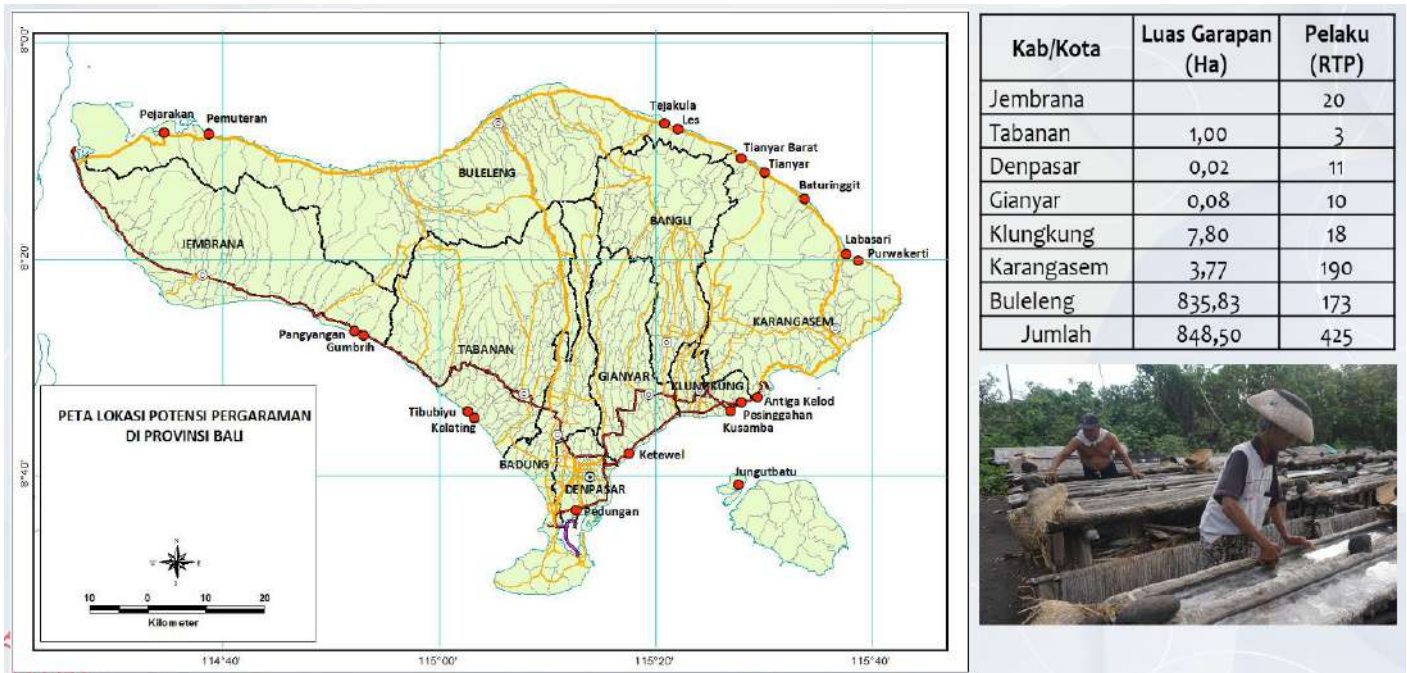 8°00'
Pejarakan
Pemuteran
Tejakula
Les
Tianyar Barat
Tianyar
BULELENG
Baturinggit
BANGLI
JEMBRANA
Labasari
Purwakerti
8°20'
KARANGASEM
Pangyangan
Gumbrih
TABANAN
GIANYAR
KLUNGKUNG
Antiga Kelod
Pesinggahan
Kusamba
Tibubiyu
Kelating
Ketewel
BADUNG
8°40'
DENPASAR
Jungutbatu
Pedungan
PETA LOKASI POTENSI PERGARAMAN
DI PROVINSI BALI
N
W E
S
10 0 10 20
Kilometer
114°40' 115°00' 115°20' 115°40'
Kab/Kota Luas Garapan (Ha) Pelaku (RTP)
Jembrana 20
Tabanan 1,00 3
Denpasar 0,02 11
Gianyar 0,08 10
Klungkung 7,80 18
Karangasem 3,77 190
Buleleng 835,83 173
Jumlah 848,50 425